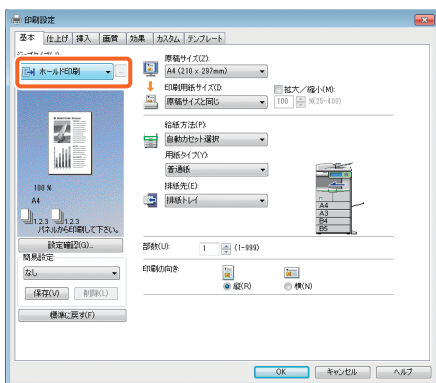 印刷設定
基本 仕上げ 挿入 画質 効果 カスタム テンプレート
ホールド印刷
100 %
A4
1.2.3 1.2.3
パネルから印刷して下さい。
設定確認(G)...
簡易設定
なし
保存(V) 削除(L)
標準に戻す(F)
原稿サイズ(Z):
A4 (210 x 297mm)
印刷用紙サイズ(I):
原稿サイズと同じ
拡大/縮小(M):
100 %(25-400)
給紙方法(P):
自動カセット選択
用紙タイプ(Y):
普通紙
排紙先(E):
排紙トレイ
A4
A3
B4
B5
部数(U): 1 (1-999)
印刷の向き:
縦(R) 横(N)
OK キャンセル ヘルプ